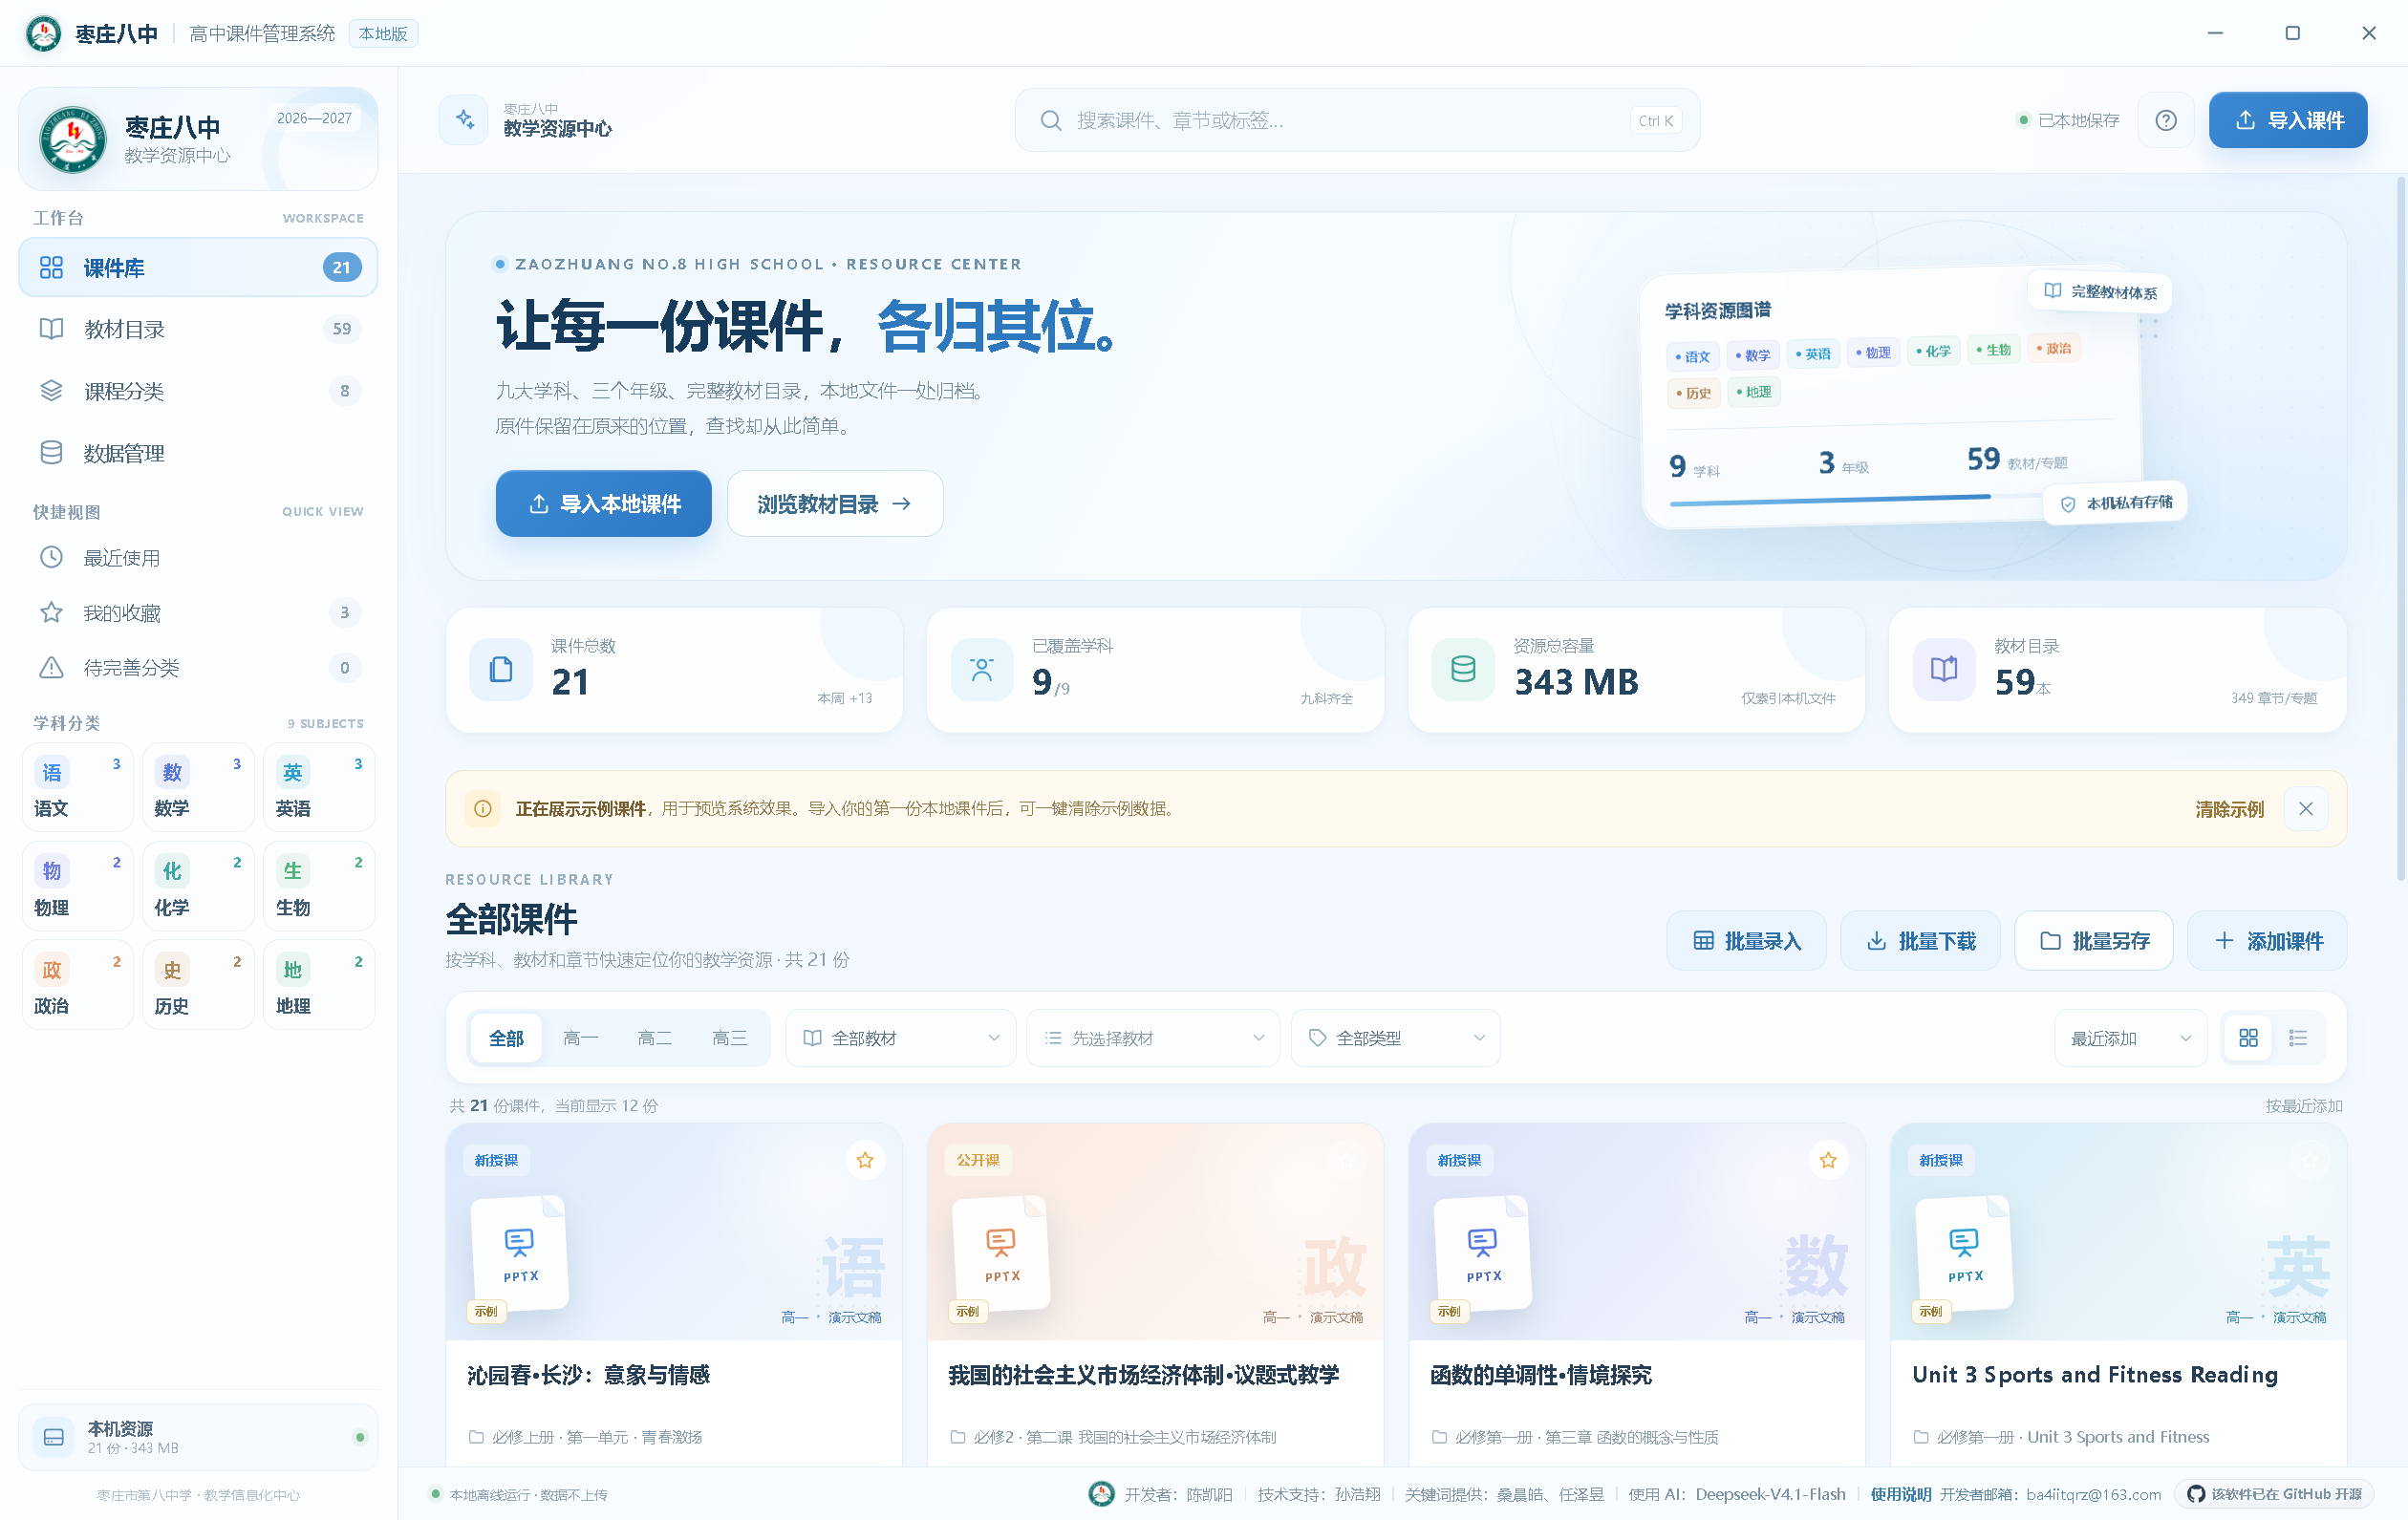 枣庄八中 高中课件管理系统 本地版
枣庄八中
教学资源中心
2026—2027
工作台 WORKSPACE
课件库 21
教材目录 59
课程分类 8
数据管理
快捷视图 QUICK VIEW
最近使用
我的收藏 3
待完善分类 0
学科分类 9 SUBJECTS
语 3 数 3 英 3
语文 数学 英语
物 2 化 2 生 2
物理 化学 生物
政 2 史 2 地 2
政治 历史 地理
本机资源
21 份 · 343 MB
枣庄市第八中学 · 教学信息化中心
枣庄八中
教学资源中心
搜索课件、章节或标签... Ctrl K
已本地保存
导入课件
ZAOZHUANG NO.8 HIGH SCHOOL • RESOURCE CENTER
让每一份课件，各归其位。
九大学科、三个年级、完整教材目录，本地文件一处归档。
原件保留在原来的位置，查找却从此简单。
导入本地课件 浏览教材目录 →
学科资源图谱
完整教材体系
语文 数学 英语 物理 化学 生物 政治
历史 地理
9 学科 3 年级 59 教材/专题
本机私有存储
课件总数
21
本周 +13
已覆盖学科
9/9
九科齐全
资源总容量
343 MB
仅索引本机文件
教材目录
59本
349 章节/专题
正在展示示例课件，用于预览系统效果。导入你的第一份本地课件后，可一键清除示例数据。 清除示例
RESOURCE LIBRARY
全部课件
按学科、教材和章节快速定位你的教学资源 · 共 21 份
批量录入 批量下载 批量另存 添加课件
全部 高一 高二 高三 全部教材 先选择教材 全部类型 最近添加
共 21 份课件，当前显示 12 份 按最近添加
新授课
PPTX
示例
语
高一 · 演示文稿
沁园春•长沙：意象与情感
必修上册 · 第一单元 · 青春激扬
公开课
PPTX
示例
政
高一 · 演示文稿
我国的社会主义市场经济体制•议题式教学
必修2 · 第二课 我国的社会主义市场经济体制
新授课
PPTX
示例
数
高一 · 演示文稿
函数的单调性•情境探究
必修第一册 · 第三章 函数的概念与性质
新授课
PPTX
示例
英
高一 · 演示文稿
Unit 3 Sports and Fitness Reading
必修第一册 · Unit 3 Sports and Fitness
本地离线运行 · 数据不上传
开发者：陈凯阳 技术支持：孙浩翔 关键词提供：桑晨皓、任泽昱 使用 AI：Deepseek-V4.1-Flash 使用说明 开发者邮箱：ba4iitqrz@163.com 该软件已在 GitHub 开源